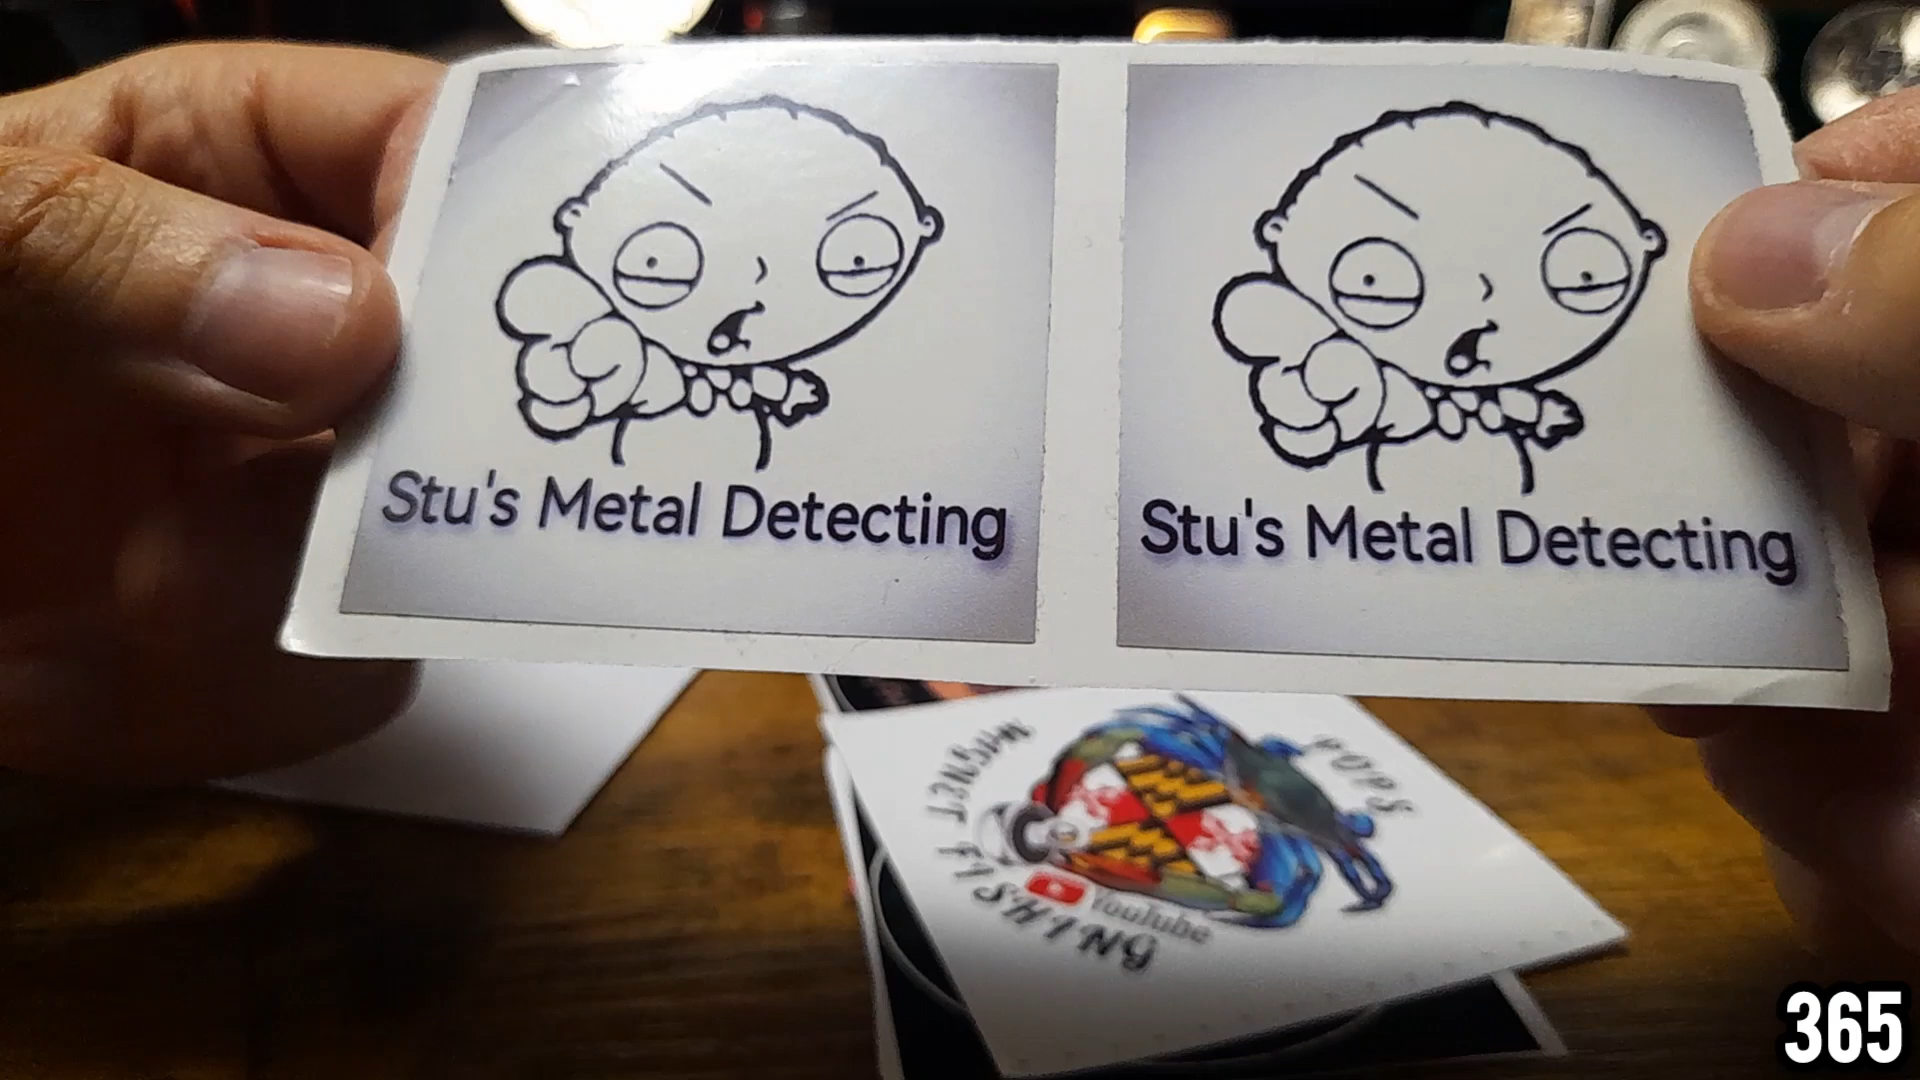 Stu's Metal Detecting
Stu's Metal Detecting
POPS
MAGNET FISHING
YouTube
365